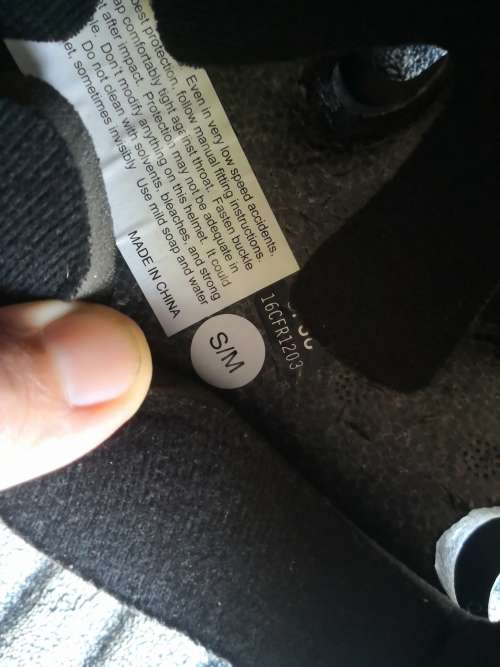 Even in very low speed accidents,
best protection, follow manual fitting instructions.
comfortably tight against throat. Fasten buckle
after impact. Protection may not be adequate in
Don't modify anything on this helmet. It could
Do not clean with solvents, bleaches, and strong
sometimes invisibly. Use mild soap and water
MADE IN CHINA
S/M
16CFR1203